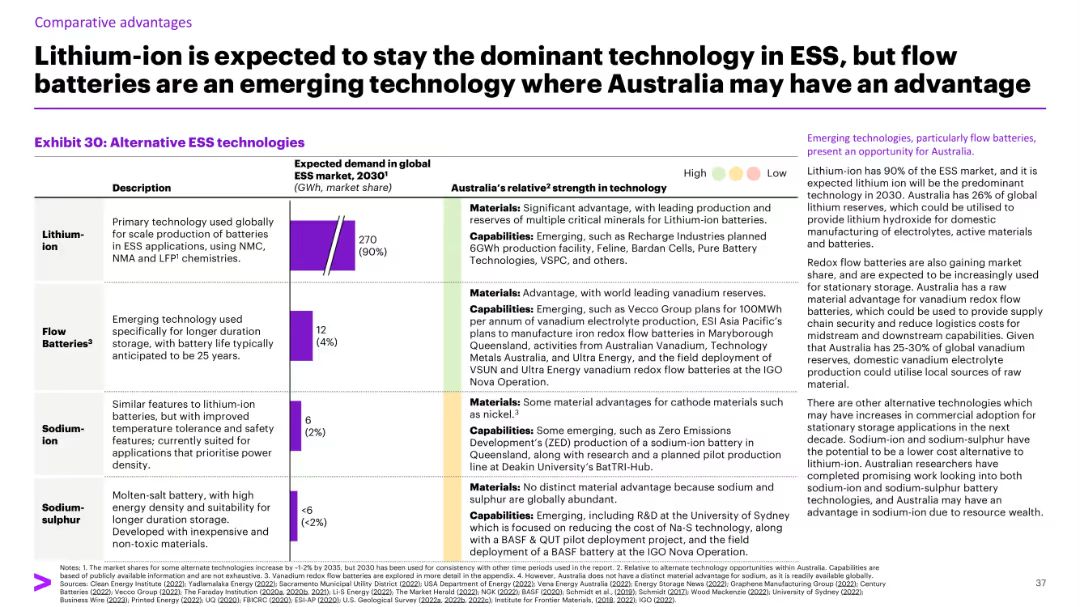 Comparative advantages
Lithium-ion is expected to stay the dominant technology in ESS, but flow
batteries are an emerging technology where Australia may have an advantage
Exhibit 30: Alternative ESS technologies
Description
Expected demand in global
ESS market, 2030¹
(GWh, market share)
Australia's relative² strength in technology
High
Low
Lithium-
ion
Primary technology used globally
for scale production of batteries
in ESS applications, using NMC,
NMA and LFP¹ chemistries.
270
(90%)
Materials: Significant advantage, with leading production and
reserves of multiple critical minerals for Lithium-ion batteries.
Capabilities: Emerging, such as Recharge Industries planned
6GWh production facility, Feline, Bardan Cells, Pure Battery
Technologies, VSPC, and others.
Flow
Batteries³
Emerging technology used
specifically for longer duration
storage, with battery life typically
anticipated to be 25 years.
12
(4%)
Materials: Advantage, with world leading vanadium reserves.
Capabilities: Emerging, such as Vecco Group plans for 100MWh
per annum of vanadium electrolyte production, ESI Asia Pacific's
plans to manufacture iron redox flow batteries in Maryborough
Queensland, activities from Australian Vanadium, Technology
Metals Australia, and Ultra Energy, and the field deployment of
VSUN and Ultra Energy vanadium redox flow batteries at the IGO
Nova Operation.
Sodium-
ion
Similar features to lithium-ion
batteries, but with improved
temperature tolerance and safety
features; currently suited for
applications that prioritise power
density.
6
(2%)
Materials: Some material advantages for cathode materials such
as nickel.³
Capabilities: Some emerging, such as Zero Emissions
Development's (ZED) production of a sodium-ion battery in
Queensland, along with research and a planned pilot production
line at Deakin University's BatTRI-Hub.
Sodium-
sulphur
Molten-salt battery, with high
energy density and suitability for
longer duration storage.
Developed with inexpensive and
non-toxic materials.
<6
(<2%)
Materials: No distinct material advantage because sodium and
sulphur are globally abundant.
Capabilities: Emerging, including R&D at the University of Sydney
which is focused on reducing the cost of Na-S technology, along
with a BASF & QUT pilot deployment project, and the field
deployment of a BASF battery at the IGO Nova Operation.
Emerging technologies, particularly flow batteries,
present an opportunity for Australia.
Lithium-ion has 90% of the ESS market, and it is
expected lithium ion will be the predominant
technology in 2030. Australia has 26% of global
lithium reserves, which could be utilised to
provide lithium hydroxide for domestic
manufacturing of electrolytes, active materials
and batteries.
Redox flow batteries are also gaining market
share, and are expected to be increasingly used
for stationary storage. Australia has a raw
material advantage for vanadium redox flow
batteries, which could be used to provide supply
chain security and reduce logistics costs for
midstream and downstream capabilities. Given
that Australia has 25-30% of global vanadium
reserves, domestic vanadium electrolyte
production could utilise local sources of raw
material.
There are other alternative technologies which
may have increases in commercial adoption for
stationary storage applications in the next
decade. Sodium-ion and sodium-sulphur have
the potential to be a lower cost alternative to
lithium-ion. Australian researchers have
completed promising work looking into both
sodium-ion and sodium-sulphur battery
technologies, and Australia may have an
advantage in sodium-ion due to resource wealth.
Notes: 1. The market shares for some alternate technologies increase by ~1-2% by 2035, but 2030 has been used for consistency with other time periods used in the report. 2. Relative to alternate technology opportunities within Australia. Capabilities are
based of publicly available information and are not exhaustive. 3. Vanadium redox flow batteries are explored in more detail in the appendix. 4. However, Australia does not have a distinct material advantage for sodium, as it is readily available globally.
Sources: Clean Energy Institute (2022); Yadlamalaka Energy (2022); Sacramento Municipal Utility District (2022); USA Department of Energy (2022); Vena Energy Australia (2022); Energy Storage News (2022); Graphene Manufacturing Group (2022); Century
Batteries (2022); Vecco Group (2022); The Faraday Institution (2020a, 2020b, 2021); Li-S Energy (2022); The Market Herald (2022); NGK (2022); BASF (2020); Schmidt et al., (2019); Schmidt (2017); Wood Mackenzie (2022); University of Sydney (2022);
Business Wire (2023), Printed Energy (2022); UQ (2020); FBICRC (2020); ESI-AP (2020); U.S. Geological Survey (2022a, 2022b, 2022c); Institute for Frontier Materials, (2018, 2022); IGO (2022).
37